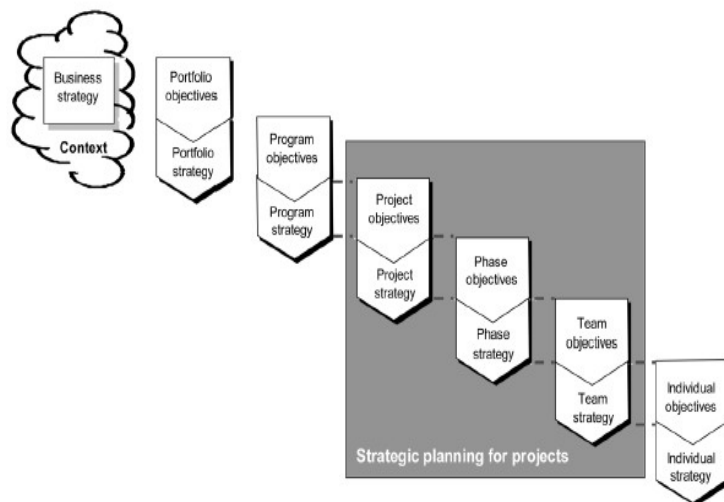 Business
strategy
Context
Portfolio
objectives
Portfolio
strategy
Program
objectives
Program
strategy
Project
objectives
Project
strategy
Phase
objectives
Phase
strategy
Team
objectives
Team
strategy
Individual
objectives
Individual
strategy
Strategic planning for projects